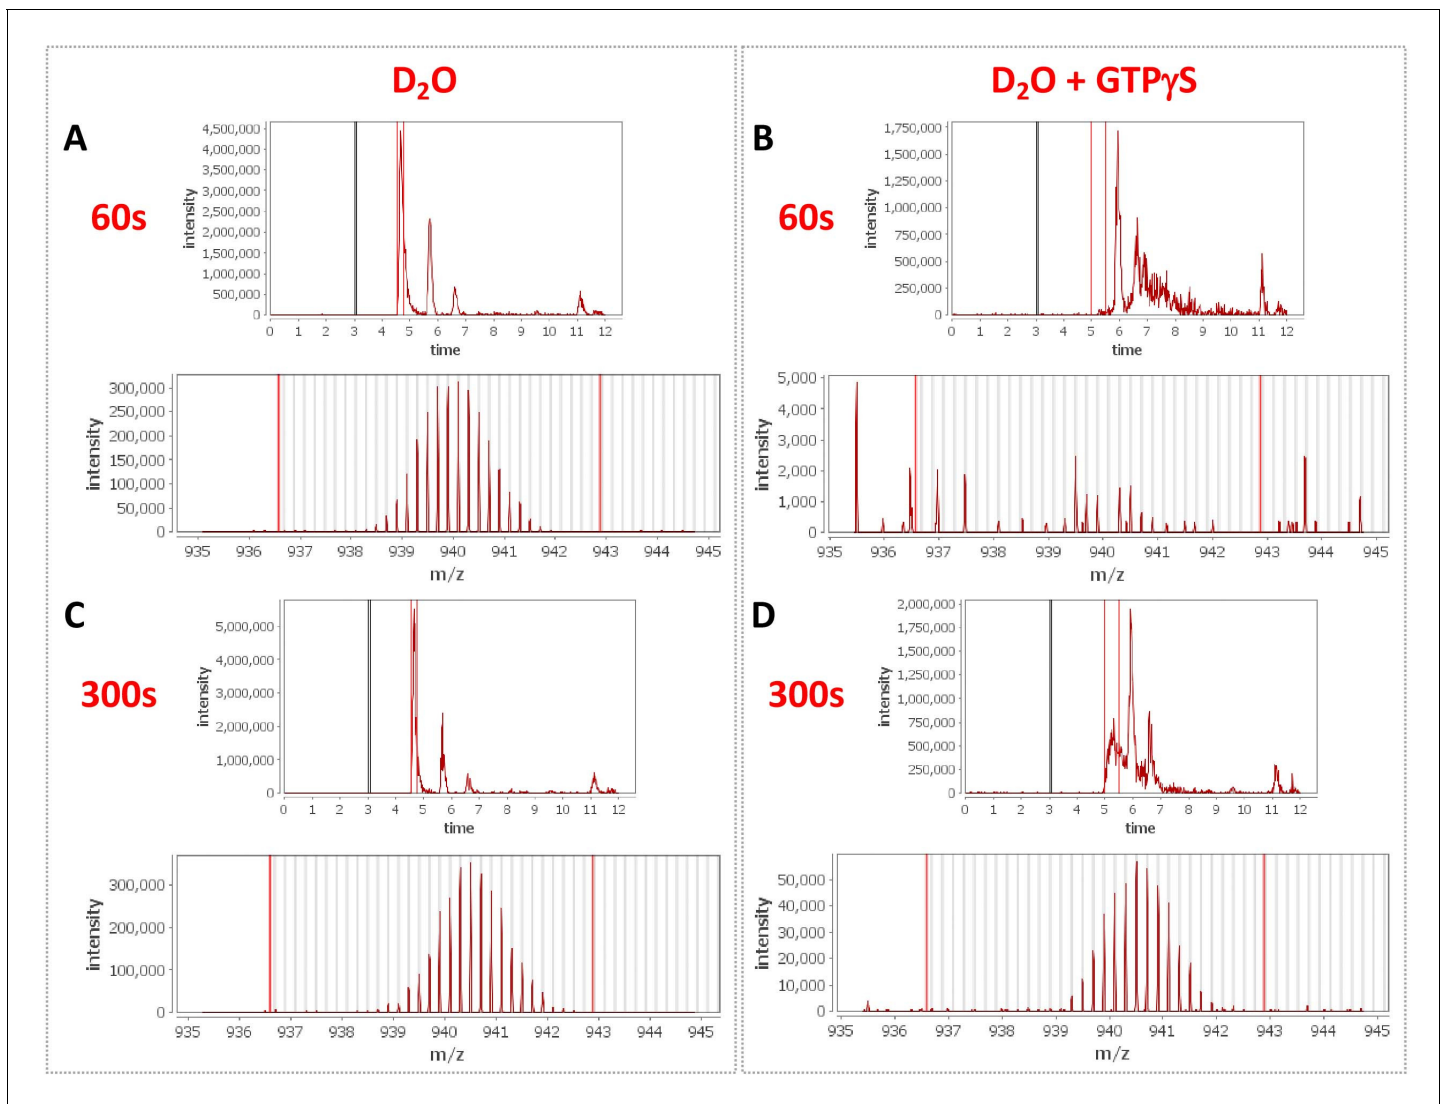 D₂O
D₂O + GTPγS
A
60s
4,500,000
4,000,000
3,500,000
3,000,000
2,500,000
2,000,000
1,500,000
1,000,000
500,000
0
intensity
0 1 2 3 4 5 6 7 8 9 10 11 12
time
300,000
250,000
200,000
150,000
100,000
50,000
0
intensity
935 936 937 938 939 940 941 942 943 944 945
m/z
B
60s
1,750,000
1,500,000
1,250,000
1,000,000
750,000
500,000
250,000
0
intensity
0 1 2 3 4 5 6 7 8 9 10 11 12
time
5,000
4,000
3,000
2,000
1,000
0
intensity
935 936 937 938 939 940 941 942 943 944 945
m/z
C
300s
5,000,000
4,000,000
3,000,000
2,000,000
1,000,000
0
intensity
0 1 2 3 4 5 6 7 8 9 10 11 12
time
300,000
200,000
100,000
0
intensity
935 936 937 938 939 940 941 942 943 944 945
m/z
D
300s
2,000,000
1,750,000
1,500,000
1,250,000
1,000,000
750,000
500,000
250,000
0
intensity
0 1 2 3 4 5 6 7 8 9 10 11 12
time
50,000
40,000
30,000
20,000
10,000
0
intensity
935 936 937 938 939 940 941 942 943 944 945
m/z